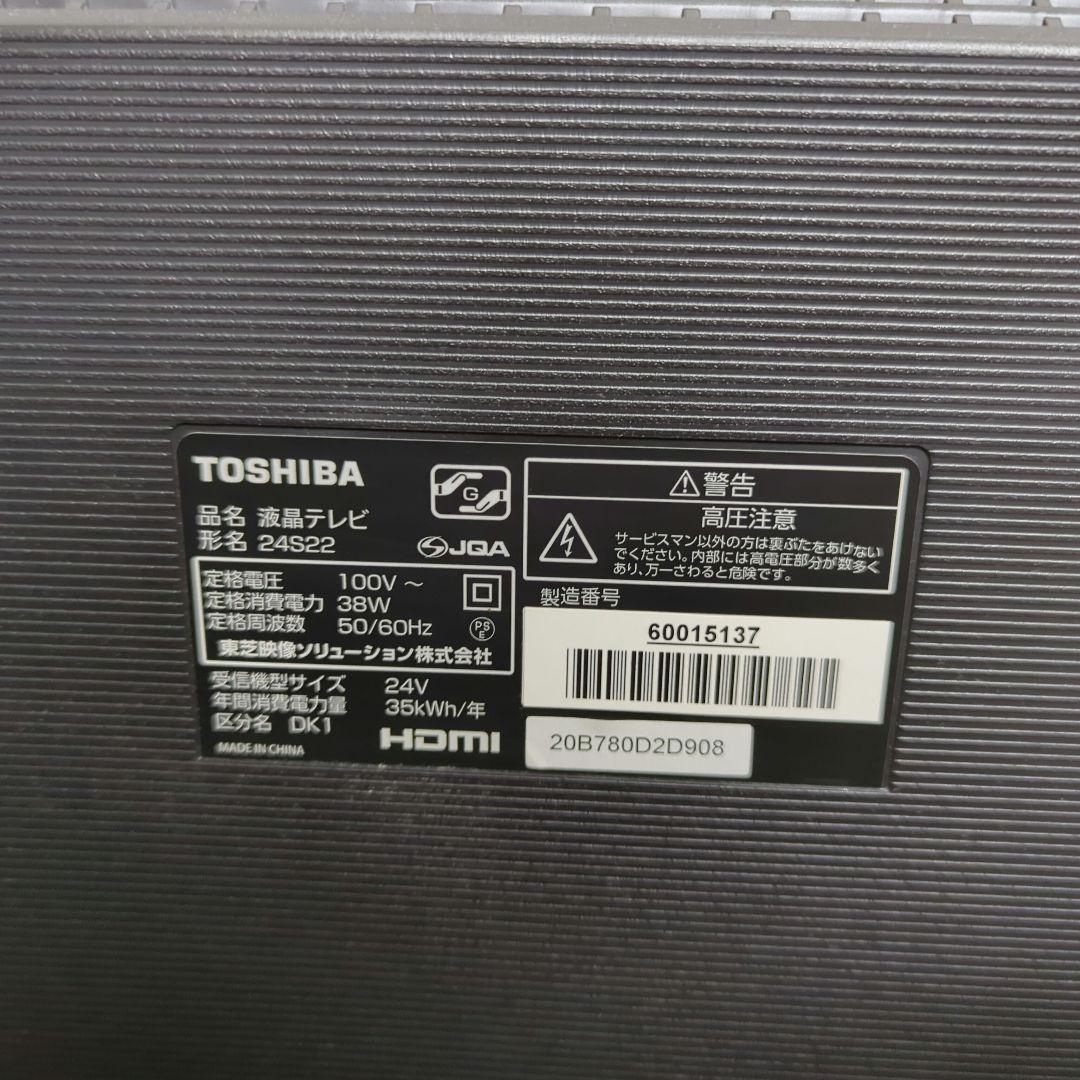 TOSHIBA
品名 液晶テレビ
形名 24S22
G
JQA
定格電圧 100V ～
定格消費電力 38W
定格周波数 50/60Hz
PS
E
東芝映像ソリューション株式会社
受信機型サイズ 24V
年間消費電力量 35kWh/年
区分名 DK1
MADE IN CHINA
HDMI
警告
高圧注意
サービスマン以外の方は裏ぶたをあけない
でください。内部には高電圧部分が数多く
あり、万一さわると危険です。
製造番号
60015137
20B780D2D908